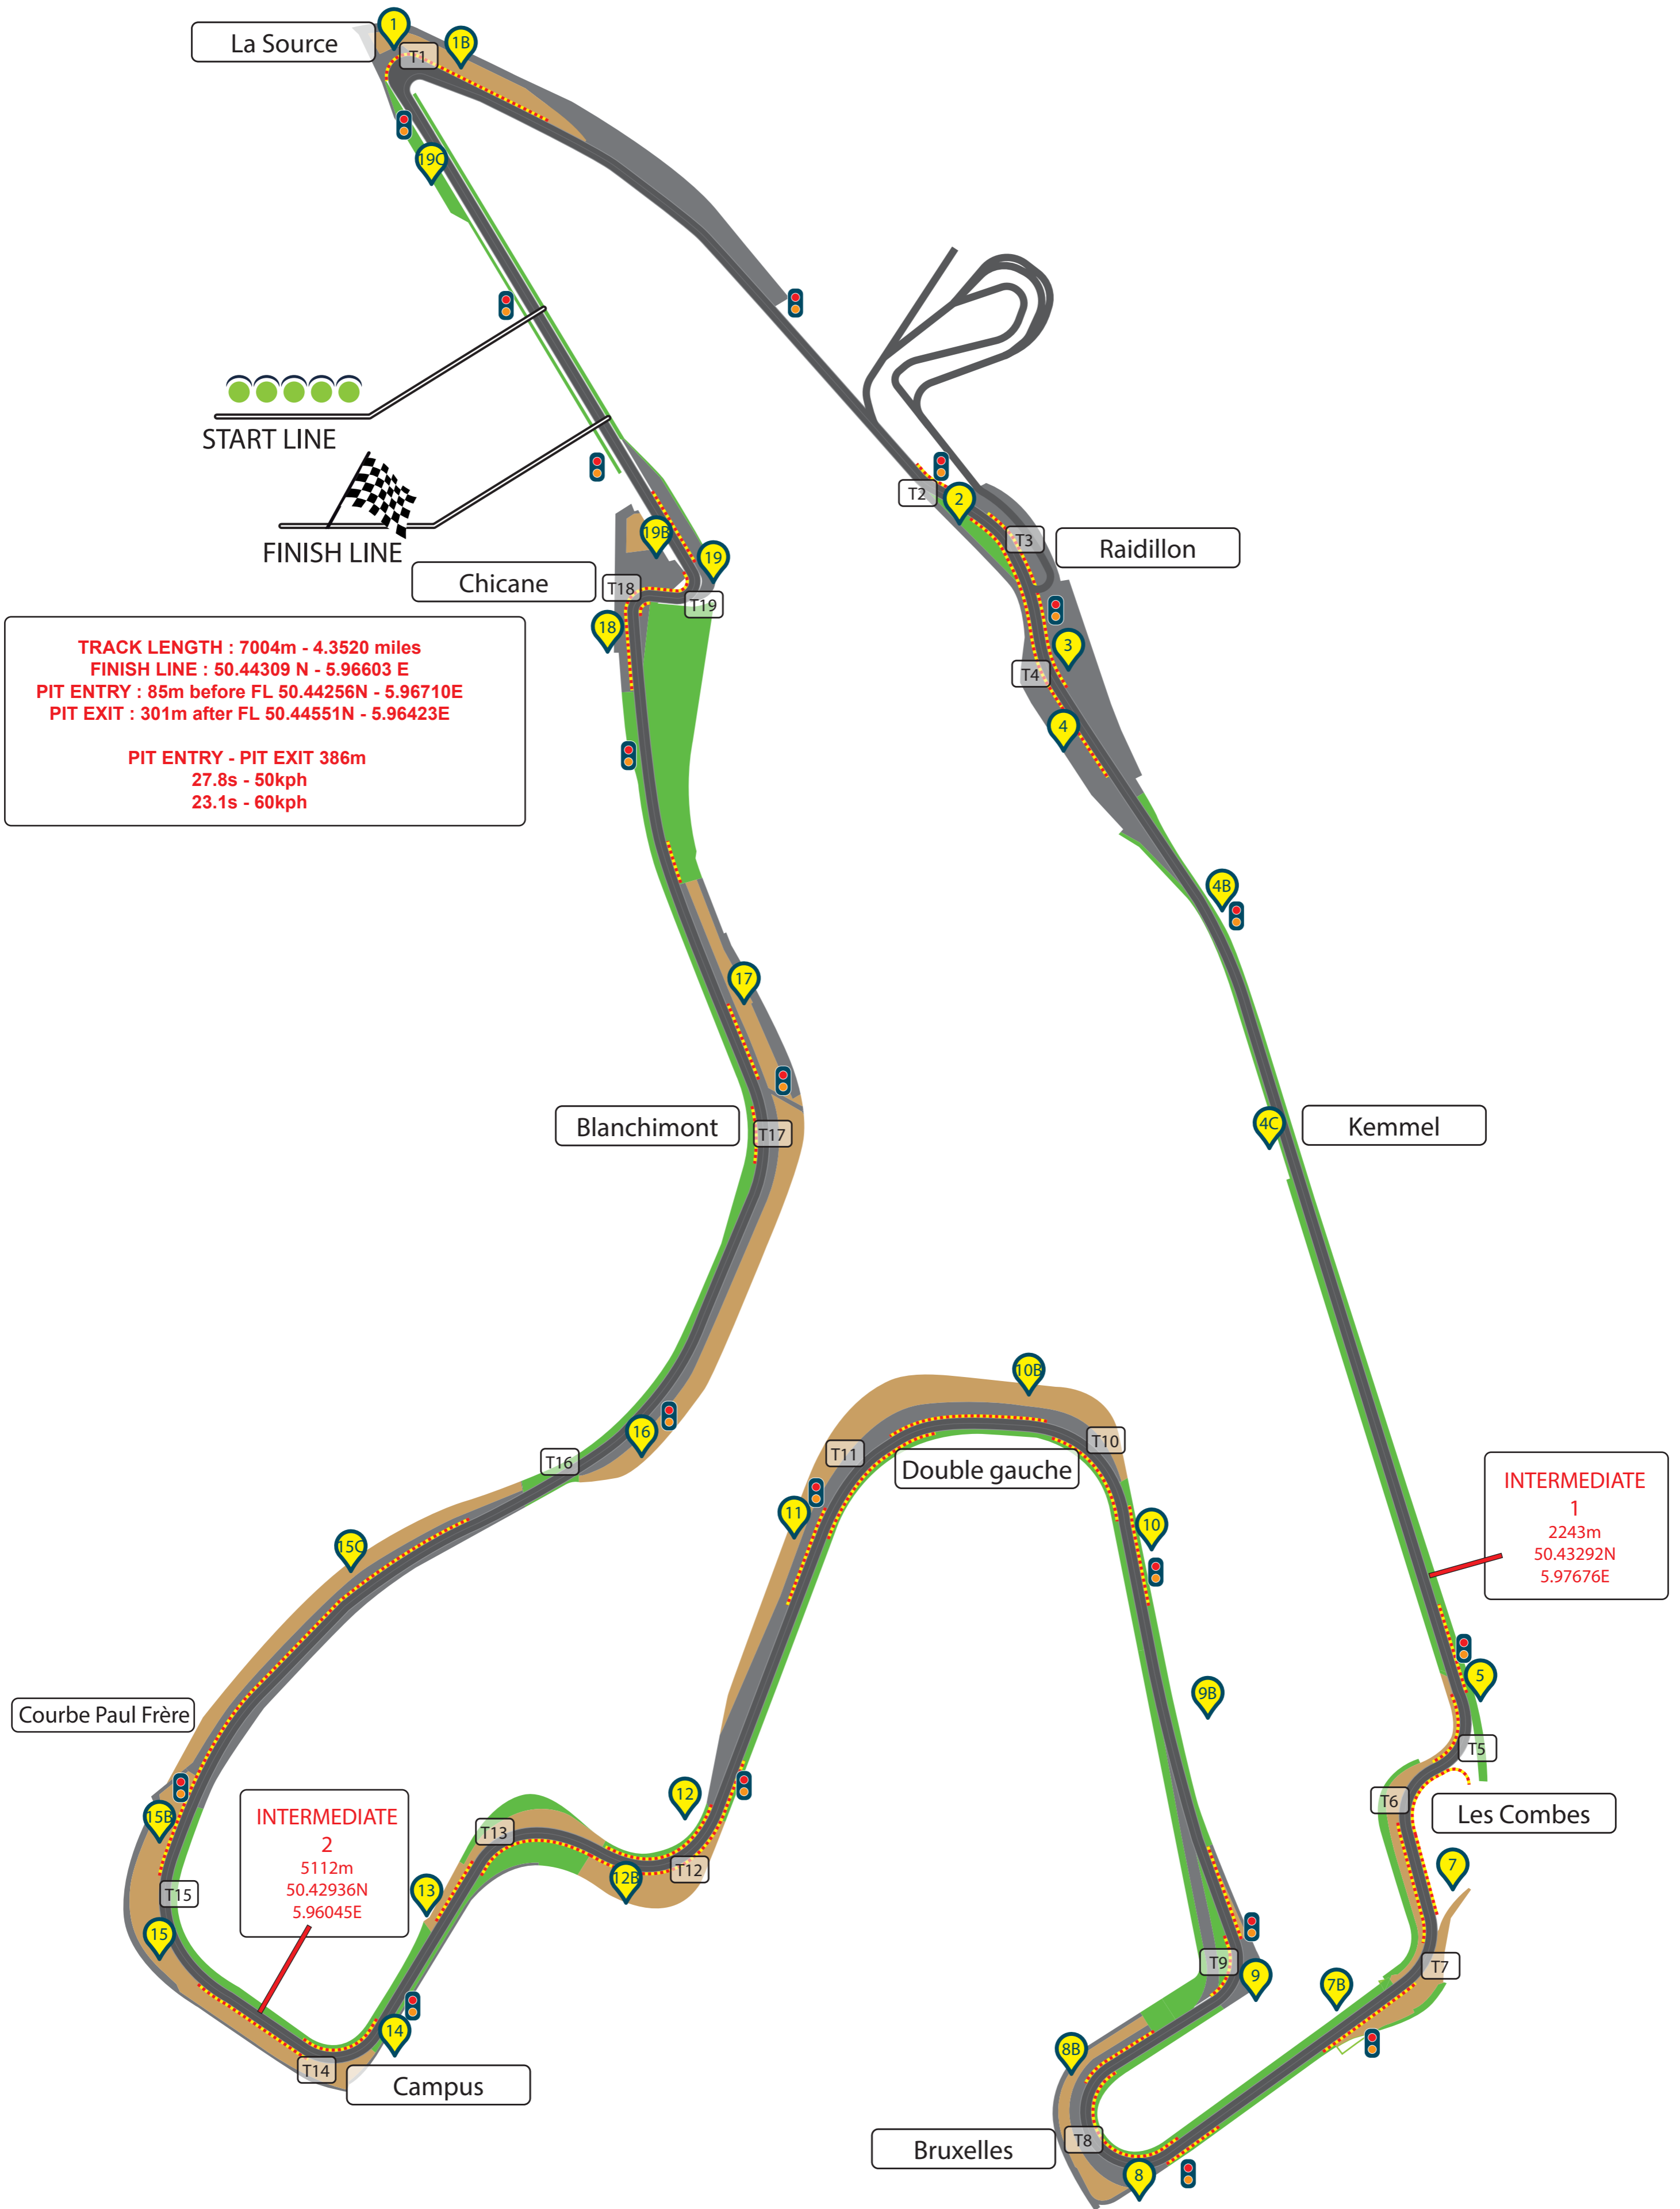 La Source
1
1B
T1
19C
START LINE
FINISH LINE
T2
2
T3
Raidillon
19B
19
Chicane
T18
T19
18
3
T4
4
TRACK LENGTH : 7004m - 4.3520 miles
FINISH LINE : 50.44309 N - 5.96603 E
PIT ENTRY : 85m before FL 50.44256N - 5.96710E
PIT EXIT : 301m after FL 50.44551N - 5.96423E
PIT ENTRY - PIT EXIT 386m
27.8s - 50kph
23.1s - 60kph
4B
17
Blanchimont
T17
4C
Kemmel
10B
16
T16
T11
T10
Double gauche
11
10
15C
INTERMEDIATE
1
2243m
50.43292N
5.97676E
5
9B
Courbe Paul Frère
T5
T6
Les Combes
12
15B
INTERMEDIATE
2
5112m
50.42936N
5.96045E
T13
T12
12B
7
13
T15
15
T9
9
T7
7B
14
T14
Campus
8B
T8
Bruxelles
8